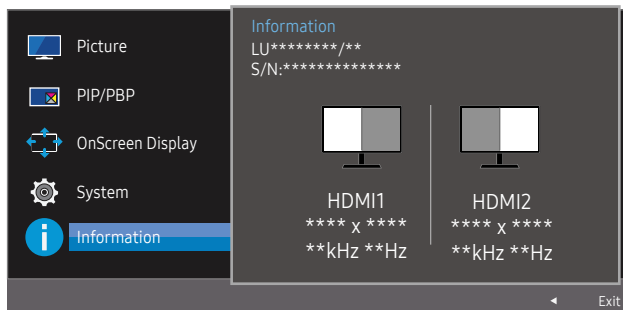 Picture
PIP/PBP
OnScreen Display
System
Information
Information
LU********/**
S/N:**************
HDMI1
**** x ****
**kHz **Hz
HDMI2
**** x ****
**kHz **Hz
Exit